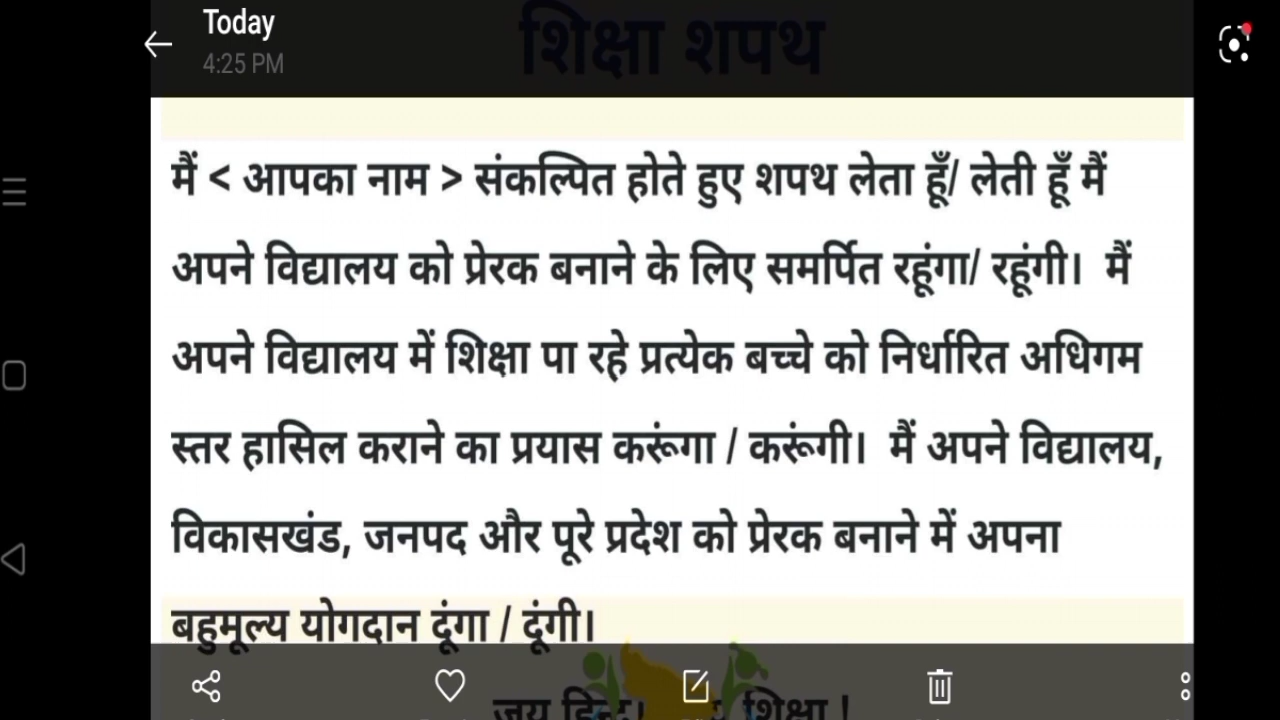 Today
4:25 PM
शिक्षा शपथ
मैं < आपका नाम > संकल्पित होते हुए शपथ लेता हूँ/ लेती हूँ मैं
अपने विद्यालय को प्रेरक बनाने के लिए समर्पित रहूंगा/ रहूंगी। मैं
अपने विद्यालय में शिक्षा पा रहे प्रत्येक बच्चे को निर्धारित अधिगम
स्तर हासिल कराने का प्रयास करूंगा / करूंगी। मैं अपने विद्यालय,
विकासखंड, जनपद और पूरे प्रदेश को प्रेरक बनाने में अपना
बहुमूल्य योगदान दूंगा / दूंगी।
जय हिन्द। शिक्षा !